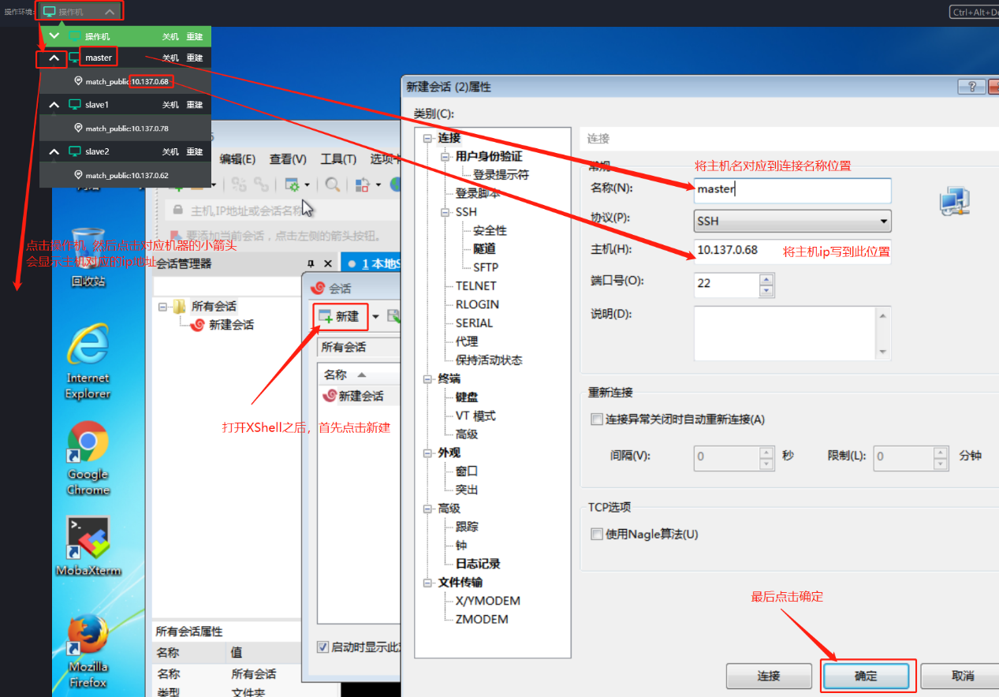 操作环境:
操作机
Ctrl+Alt+De
操作机 关机 重建
master 关机 重建
match_public:10.137.0.68
slave1 关机 重建
match_public:10.137.0.78
slave2 关机 重建
match_public:10.137.0.62
编辑(E) 查看(V) 工具(T) 选项卡
主机,IP地址或会话名称
要添加当前会话，点击左侧的箭头按钮。
点击操作机, 然后点击对应机器的小箭头
会显示主机对应的ip地址
会话管理器
1 本地S
所有会话
新建会话
回收站
Internet
Explorer
Google
Chrome
MobaXterm
Mozilla
Firefox
会话
新建
所有会话
名称
新建会话
打开XShell之后，首先点击新建
启动时显示此
所有会话属性
名称 值
名称 所有会话
类型 文件夹
新建会话 (2)属性
类别(C):
连接
用户身份验证
登录提示符
登录脚本
SSH
安全性
隧道
SFTP
TELNET
RLOGIN
SERIAL
代理
保持活动状态
终端
键盘
VT 模式
高级
外观
窗口
突出
高级
跟踪
钟
日志记录
文件传输
X/YMODEM
ZMODEM
连接
常规
将主机名对应到连接名称位置
名称(N): master
协议(P): SSH
主机(H): 10.137.0.68
将主机ip写到此位置
端口号(O): 22
说明(D):
重新连接
连接异常关闭时自动重新连接(A)
间隔(V): 0 秒 限制(L): 0 分钟
TCP选项
使用Nagle算法(U)
最后点击确定
连接 确定 取消